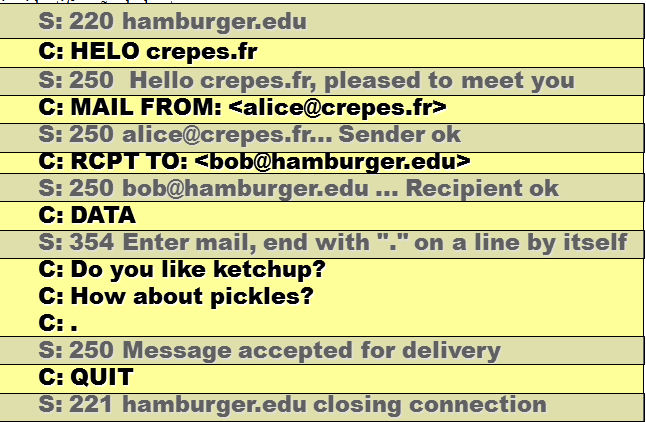 S: 220 hamburger.edu
C: HELO crepes.fr
S: 250  Hello crepes.fr, pleased to meet you
C: MAIL FROM: <alice@crepes.fr>
S: 250 alice@crepes.fr... Sender ok
C: RCPT TO: <bob@hamburger.edu>
S: 250 bob@hamburger.edu ... Recipient ok
C: DATA
S: 354 Enter mail, end with "." on a line by itself
C: Do you like ketchup?
C: How about pickles?
C: .
S: 250 Message accepted for delivery
C: QUIT
S: 221 hamburger.edu closing connection